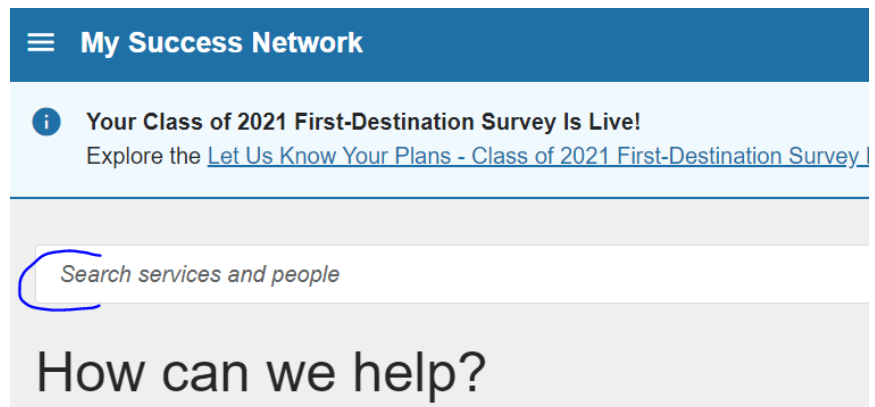 My Success Network
Your Class of 2021 First-Destination Survey Is Live!
Explore the Let Us Know Your Plans - Class of 2021 First-Destination Survey
Search services and people
How can we help?